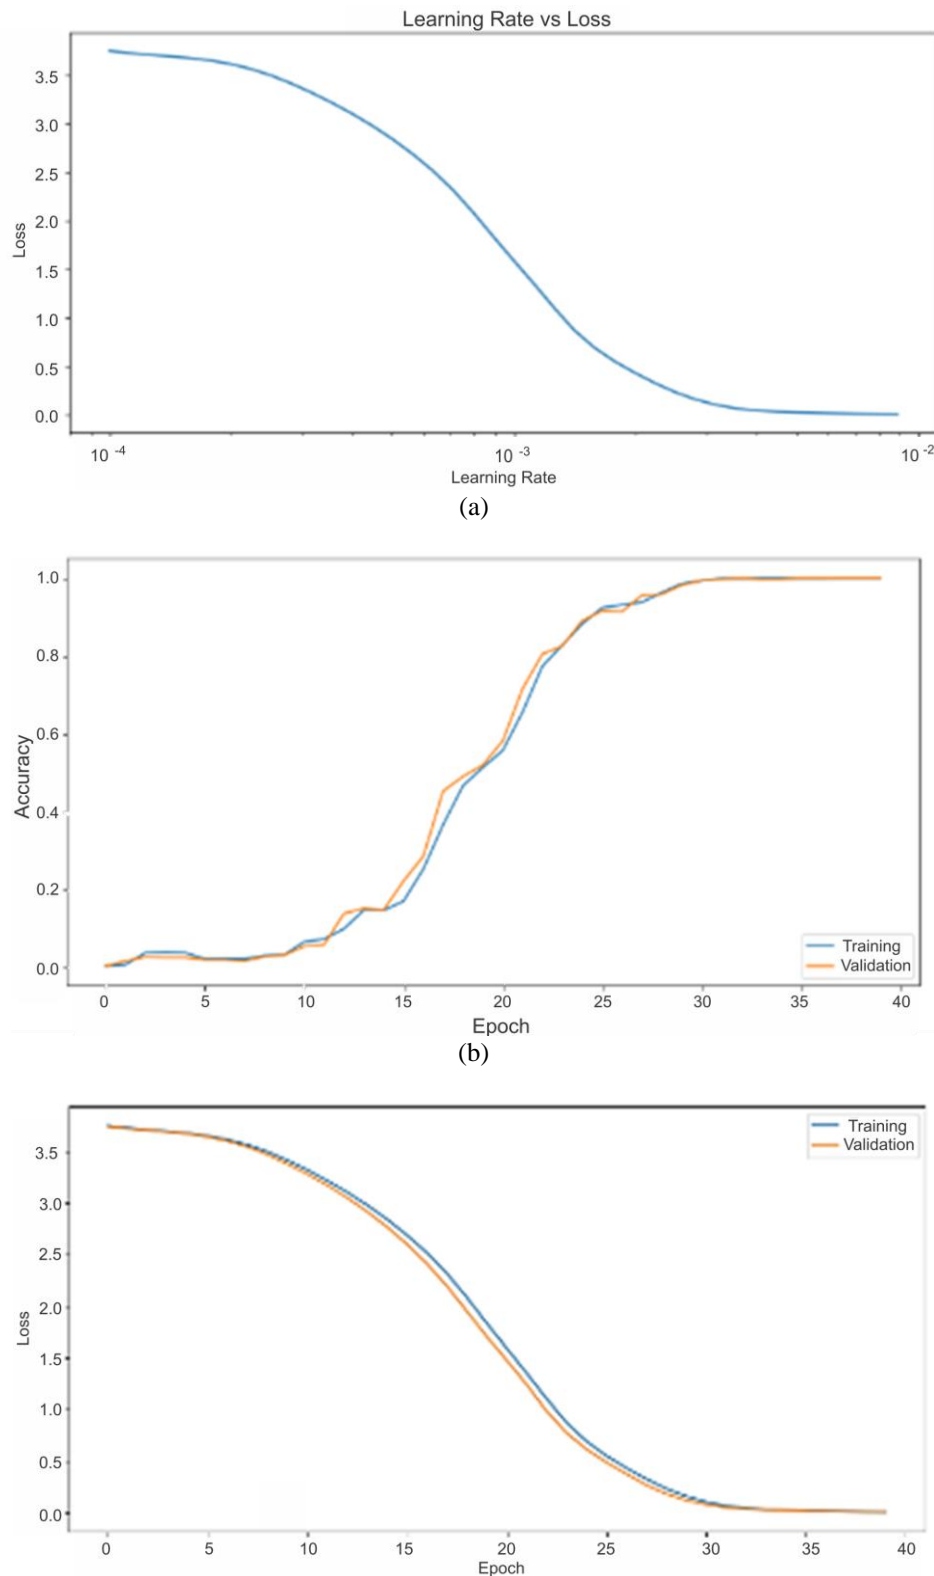 Learning Rate vs Loss
3.5
3.0
2.5
2.0
1.5
1.0
0.5
0.0
Loss
10 -4 10 -3 10 -2
Learning Rate
(a)
1.0
0.8
0.6
0.4
0.2
0.0
Accuracy
Training
Validation
0 5 10 15 20 25 30 35 40
Epoch
(b)
Training
Validation
3.5
3.0
2.5
2.0
1.5
1.0
0.5
0.0
Loss
0 5 10 15 20 25 30 35 40
Epoch